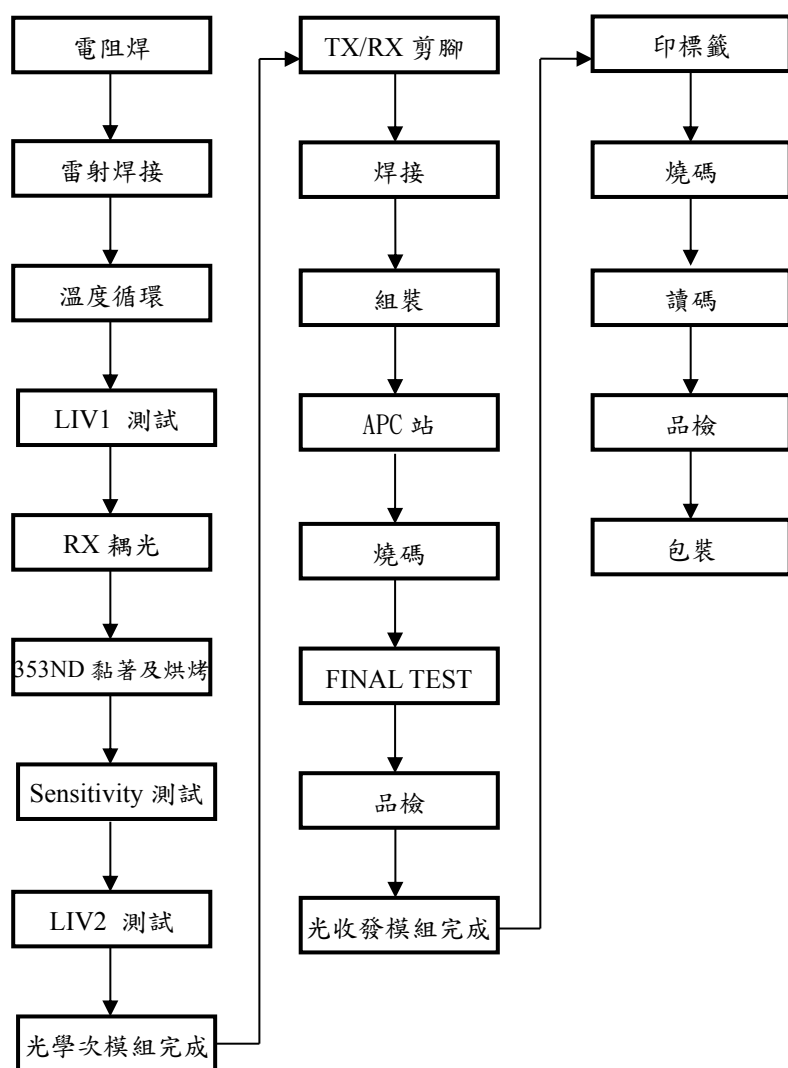 電阻焊
雷射焊接
溫度循環
LIV1 測試
RX 耦光
353ND 黏著及烘烤
Sensitivity 測試
LIV2 測試
光學次模組完成
TX/RX 剪腳
焊接
組裝
APC 站
燒碼
FINAL TEST
品檢
光收發模組完成
印標籤
燒碼
讀碼
品檢
包裝